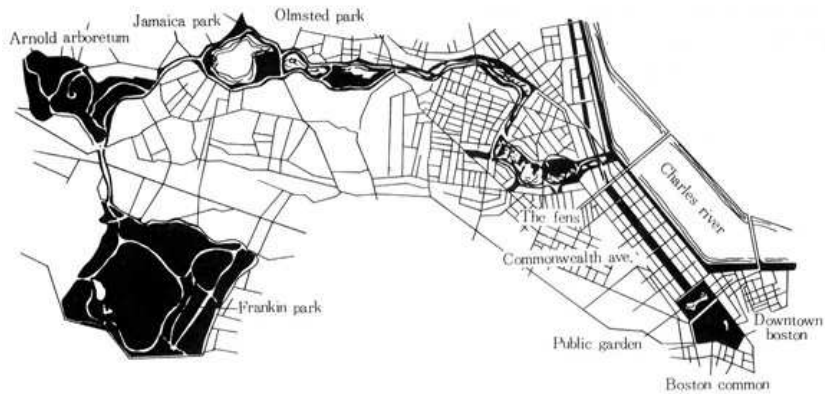 Jamaica park
Olmsted park
Arnold arboretum
Charles river
The fens
Commonwealth ave.
Frankin park
Public garden
Downtown
boston
Boston common